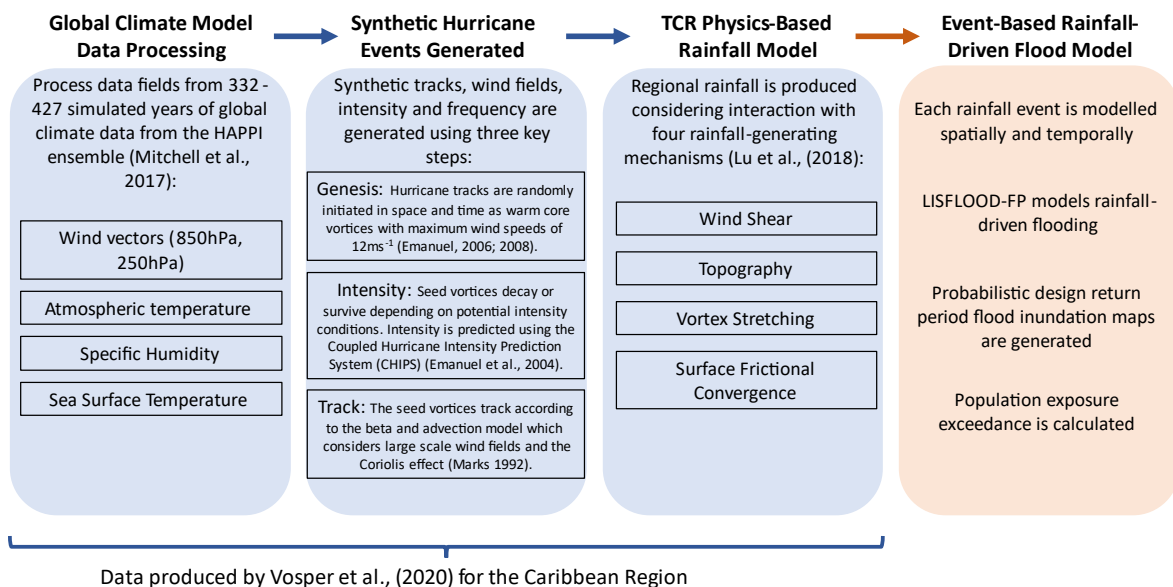 Global Climate Model
Data Processing
Process data fields from 332 -
427 simulated years of global
climate data from the HAPPI
ensemble (Mitchell et al.,
2017):
Wind vectors (850hPa,
250hPa)
Atmospheric temperature
Specific Humidity
Sea Surface Temperature
Synthetic Hurricane
Events Generated
Synthetic tracks, wind fields,
intensity and frequency are
generated using three key
steps:
Genesis: Hurricane tracks are randomly
initiated in space and time as warm core
vortices with maximum wind speeds of
12ms⁻¹ (Emanuel, 2006; 2008).
Intensity: Seed vortices decay or
survive depending on potential intensity
conditions. Intensity is predicted using the
Coupled Hurricane Intensity Prediction
System (CHIPS) (Emanuel et al., 2004).
Track: The seed vortices track according
to the beta and advection model which
considers large scale wind fields and the
Coriolis effect (Marks 1992).
TCR Physics-Based
Rainfall Model
Regional rainfall is produced
considering interaction with
four rainfall-generating
mechanisms (Lu et al., (2018):
Wind Shear
Topography
Vortex Stretching
Surface Frictional
Convergence
Event-Based Rainfall-
Driven Flood Model
Each rainfall event is modelled
spatially and temporally
LISFLOOD-FP models rainfall-
driven flooding
Probabilistic design return
period flood inundation maps
are generated
Population exposure
exceedance is calculated
Data produced by Vosper et al., (2020) for the Caribbean Region